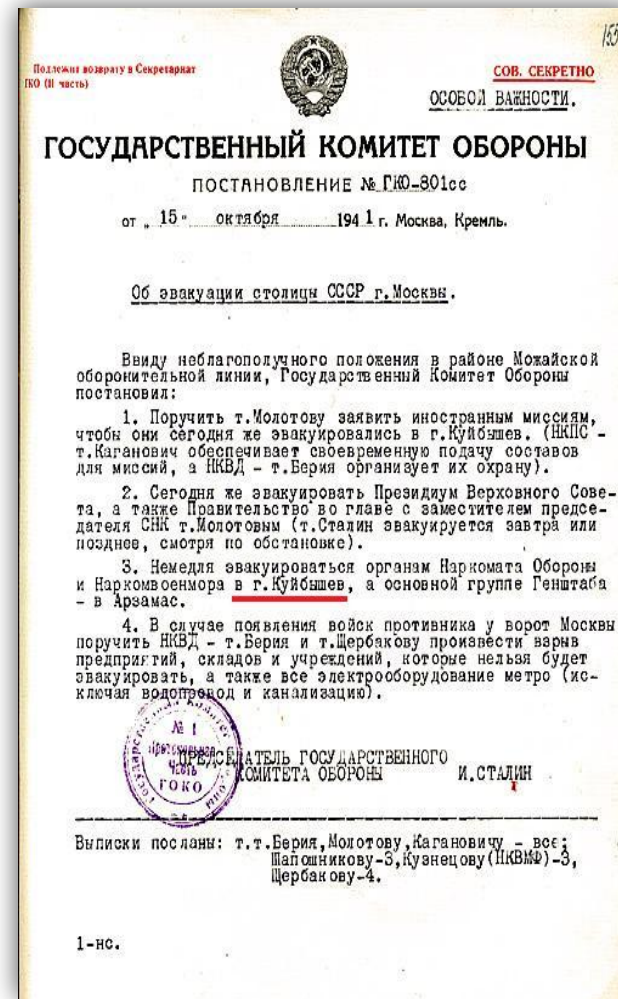 155
Подлежит возврату в Секретариат
ГКО (II часть)
СОВ. СЕКРЕТНО
ОСОБОЙ ВАЖНОСТИ.
ГОСУДАРСТВЕННЫЙ КОМИТЕТ ОБОРОНЫ
ПОСТАНОВЛЕНИЕ № ГКО-801сс
от „ 15 " октября 194 1 г. Москва, Кремль.
Об эвакуации столицы СССР г.Москвы.
Ввиду неблагополучного положения в районе Можайской
оборонительной линии, Государственный Комитет Обороны
постановил:
1. Поручить т.Молотову заявить иностранным миссиям,
чтобы они сегодня же эвакуировались в г.Куйбышев. (НКПС -
т.Каганович обеспечивает своевременную подачу составов
для миссий, а НКВД - т.Берия организует их охрану).
2. Сегодня же эвакуировать Президиум Верховного Сове-
та, а также Правительство во главе с заместителем предсе-
дателя СНК т.Молотовым (т.Сталин эвакуируется завтра или
позднее, смотря по обстановке).
3. Немедля эвакуироваться органам Наркомата Обороны
и Наркомвоенмора в г.Куйбышев, а основной группе Генштаба
- в Арзамас.
4. В случае появления войск противника у ворот Москвы
поручить НКВД - т.Берия и т.Щербакову произвести взрыв
предприятий, складов и учреждений, которые нельзя будет
эвакуировать, а также все электрооборудование метро (ис-
ключая водопровод и канализацию).
№ 1
Протокольная
Часть
ГОКО
ПРЕДСЕДАТЕЛЬ ГОСУДАРСТВЕННОГО
КОМИТЕТА ОБОРОНЫ И.СТАЛИН
Выписки посланы: т.т.Берия,Молотову,Кагановичу - все;
Шапошникову-3,Кузнецову(НКВМФ)-3,
Щербакову-4.
1-нс.